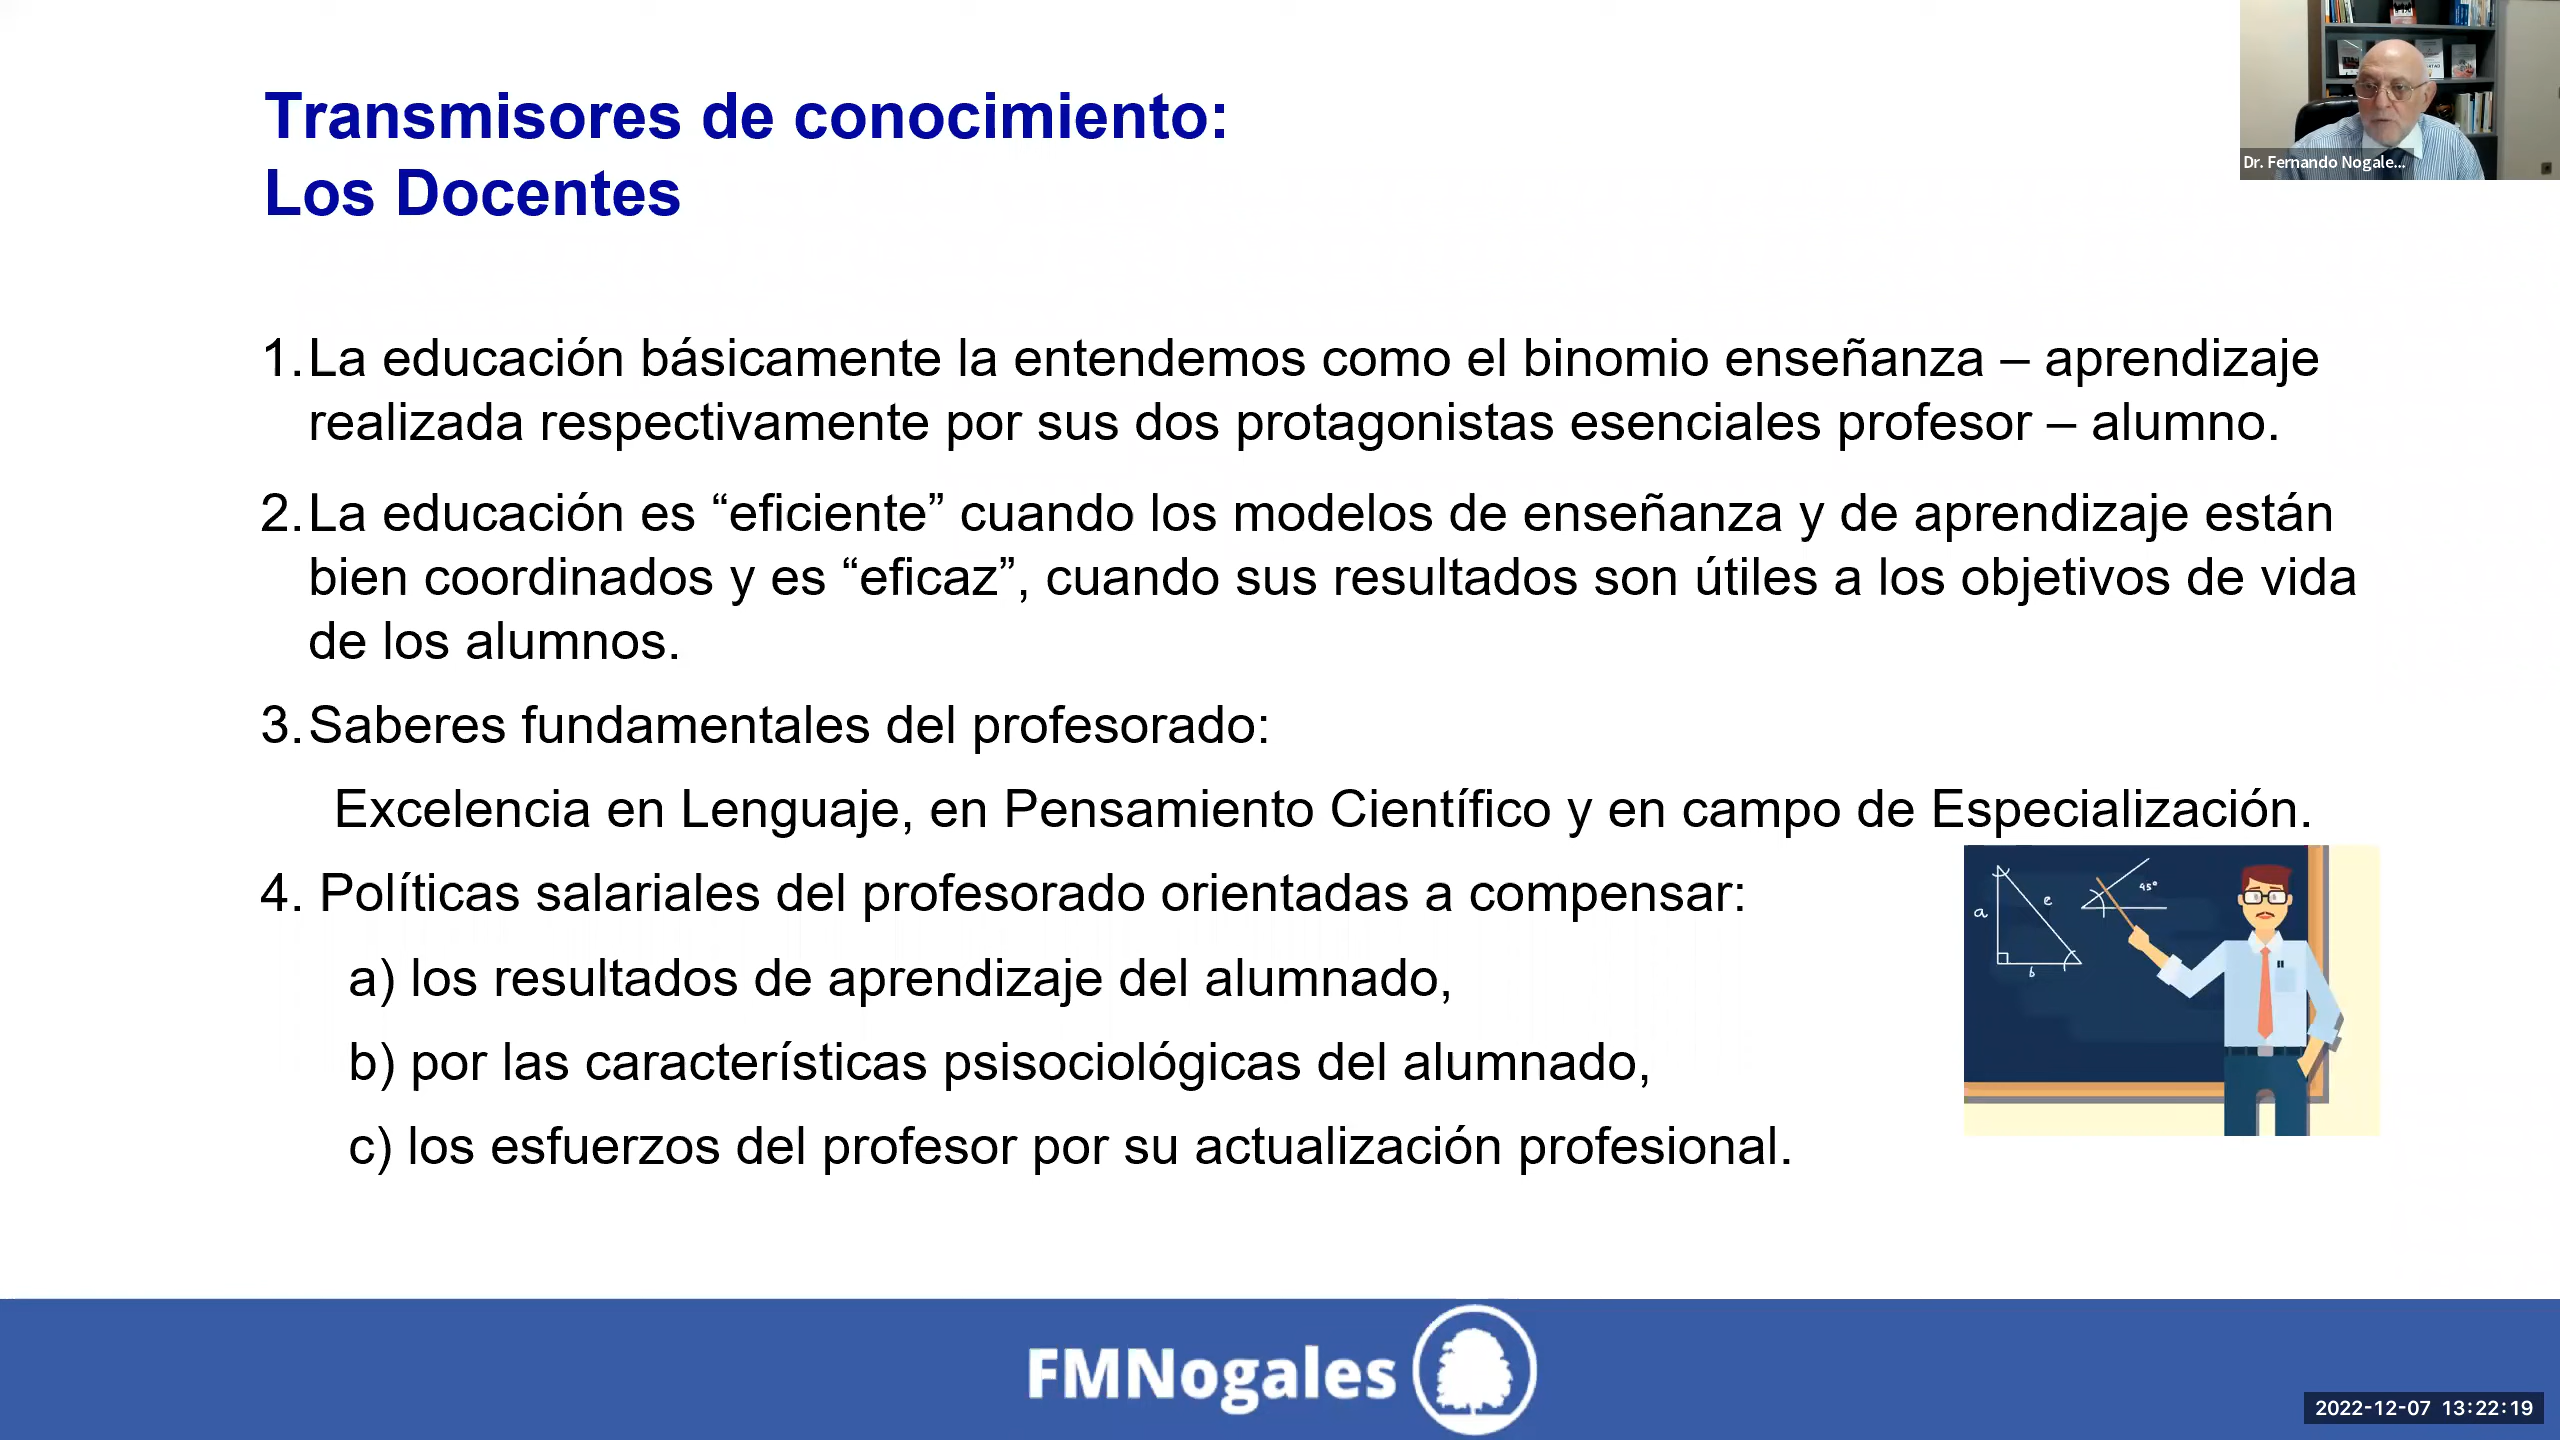 Transmisores de conocimiento:
Los Docentes
Dr. Fernando Nogale...
1. La educación básicamente la entendemos como el binomio enseñanza – aprendizaje
realizada respectivamente por sus dos protagonistas esenciales profesor – alumno.
2. La educación es “eficiente” cuando los modelos de enseñanza y de aprendizaje están
bien coordinados y es “eficaz”, cuando sus resultados son útiles a los objetivos de vida
de los alumnos.
3. Saberes fundamentales del profesorado:
Excelencia en Lenguaje, en Pensamiento Científico y en campo de Especialización.
4. Políticas salariales del profesorado orientadas a compensar:
a) los resultados de aprendizaje del alumnado,
b) por las características psisociológicas del alumnado,
c) los esfuerzos del profesor por su actualización profesional.
a
e
b
45°
FMNogales
2022-12-07 13:22:19